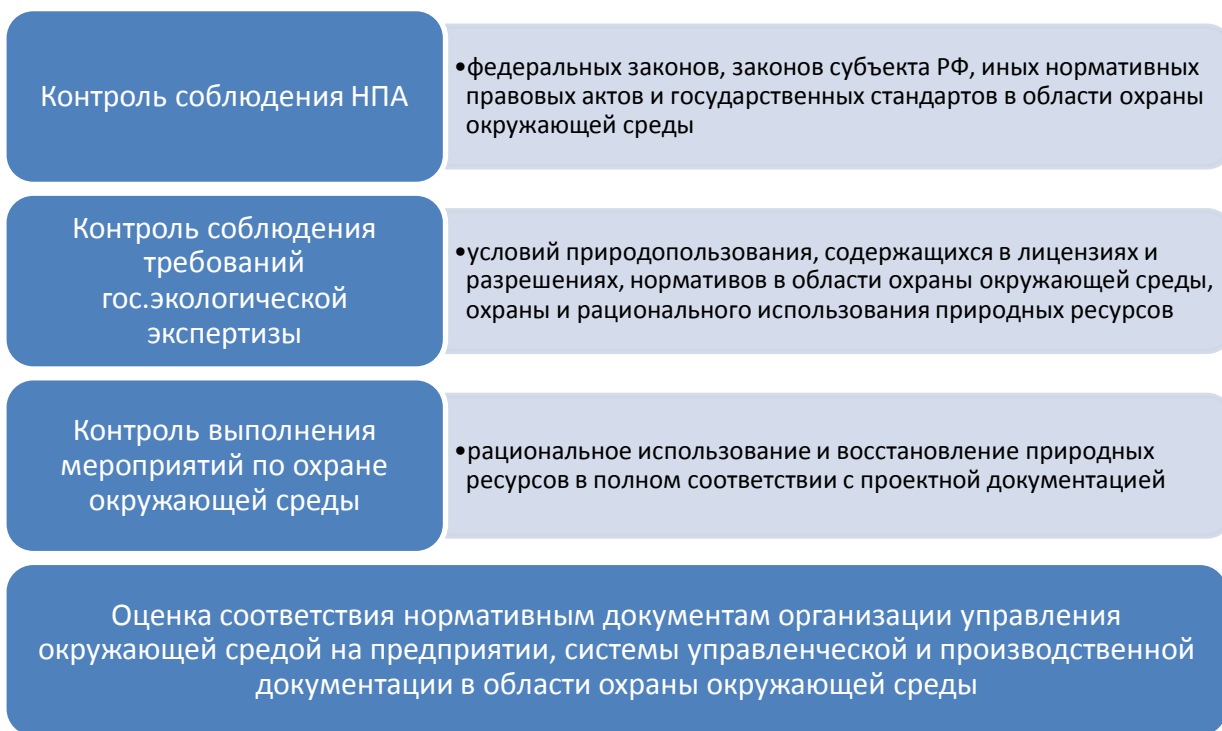 Контроль соблюдения НПА
•федеральных законов, законов субъекта РФ, иных нормативных
правовых актов и государственных стандартов в области охраны
окружающей среды
Контроль соблюдения
требований
гос.экологической
экспертизы
•условий природопользования, содержащихся в лицензиях и
разрешениях, нормативов в области охраны окружающей среды,
охраны и рационального использования природных ресурсов
Контроль выполнения
мероприятий по охране
окружающей среды
•рациональное использование и восстановление природных
ресурсов в полном соответствии с проектной документацией
Оценка соответствия нормативным документам организации управления
окружающей средой на предприятии, системы управленческой и производственной
документации в области охраны окружающей среды